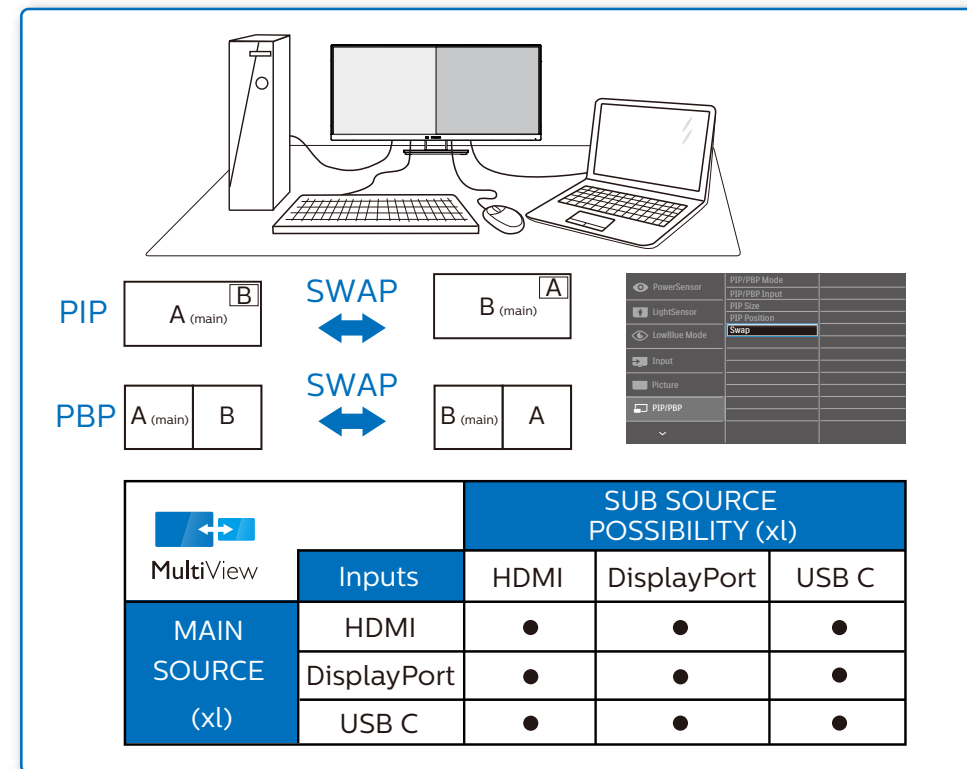 PIP
A (main)
B
SWAP
B (main)
A
PBP
A (main)
B
SWAP
B (main)
A
PowerSensor
LightSensor
LowBlue Mode
Input
Picture
PIP/PBP
PIP/PBP Mode
PIP/PBP Input
PIP Size
PIP Position
Swap
MultiView
SUB SOURCE
POSSIBILITY (xl)
Inputs
HDMI
DisplayPort
USB C
MAIN
SOURCE
(xl)
HDMI
● ● ●
DisplayPort
● ● ●
USB C
● ● ●